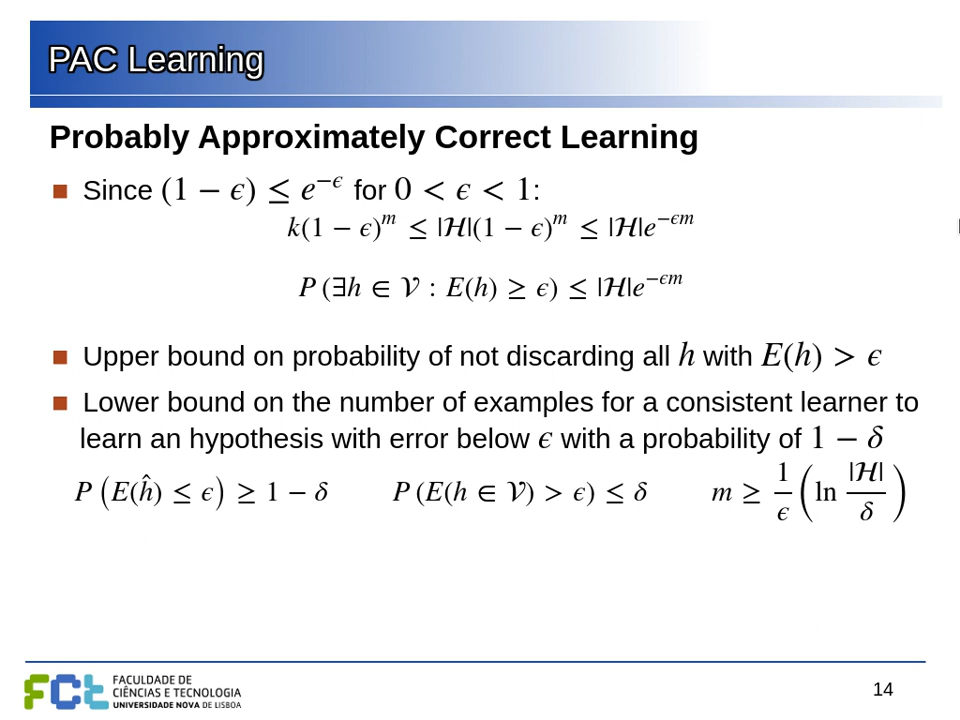 PAC Learning
Probably Approximately Correct Learning
■ Since (1 − ϵ) ≤ e^{−ϵ} for 0 < ϵ < 1:
k(1 − ϵ)^m ≤ |ℋ|(1 − ϵ)^m ≤ |ℋ|e^{−ϵm}
P (∃h ∈ 𝒱 : E(h) ≥ ϵ) ≤ |ℋ|e^{−ϵm}
■ Upper bound on probability of not discarding all h with E(h) > ϵ
■ Lower bound on the number of examples for a consistent learner to
learn an hypothesis with error below ϵ with a probability of 1 − δ
P (E(ĥ) ≤ ϵ) ≥ 1 − δ    P (E(h ∈ 𝒱) > ϵ) ≤ δ    m ≥ \frac{1}{ϵ} (ln \frac{|ℋ|}{δ})
FCt
FACULDADE DE
CIÊNCIAS E TECNOLOGIA
UNIVERSIDADE NOVA DE LISBOA
14